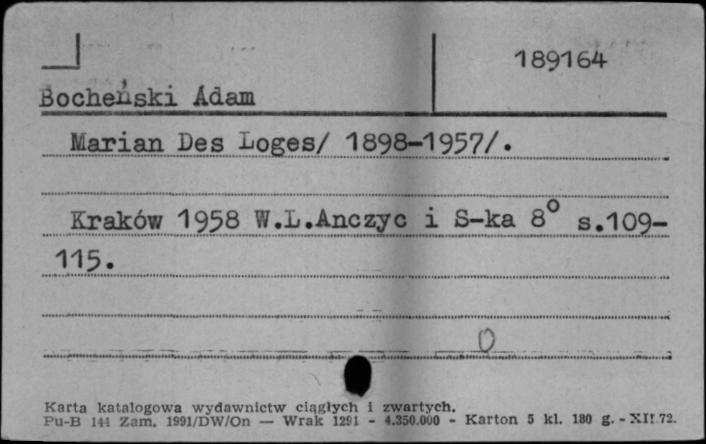 189164
Bocheński Adam
Marian Des Loges/ 1898-1957/.
Kraków 1958 W.L.Anczyc i S-ka 8° s.109-
115.
0
Karta katalogowa wydawnictw ciągłych i zwartych.
Pu-B 141 Zam. 1991/DW/On — Wrak 1291 - 4.350.000 - Karton 5 kl. 180 g. - XII.72.